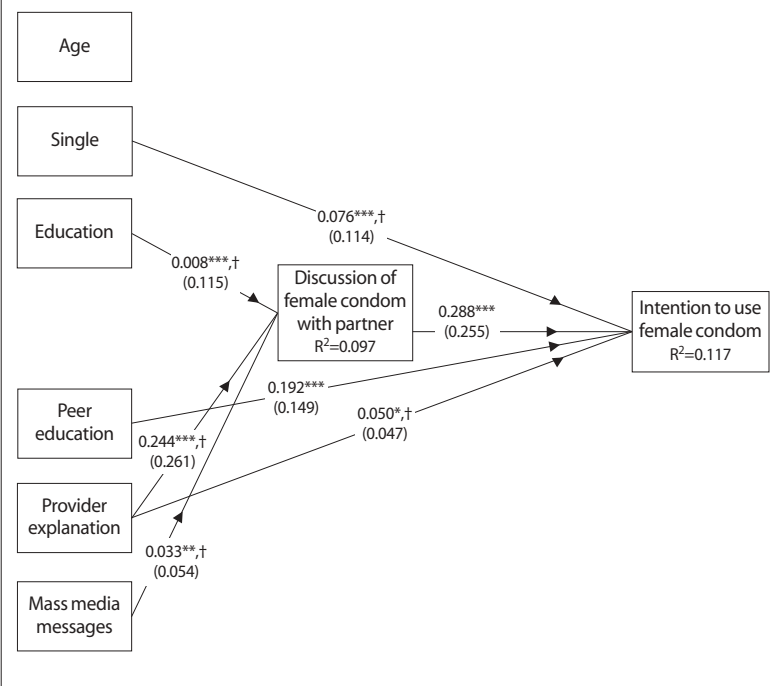 Age
Single
Education
0.076***,†
(0.114)
0.008***,†
(0.115)
Discussion of
female condom
with partner
R²=0.097
0.288***
(0.255)
Intention to use
female condom
R²=0.117
Peer
education
0.192***
(0.149)
0.050*,†
(0.047)
0.244***,†
(0.261)
Provider
explanation
0.033**,†
(0.054)
Mass media
messages